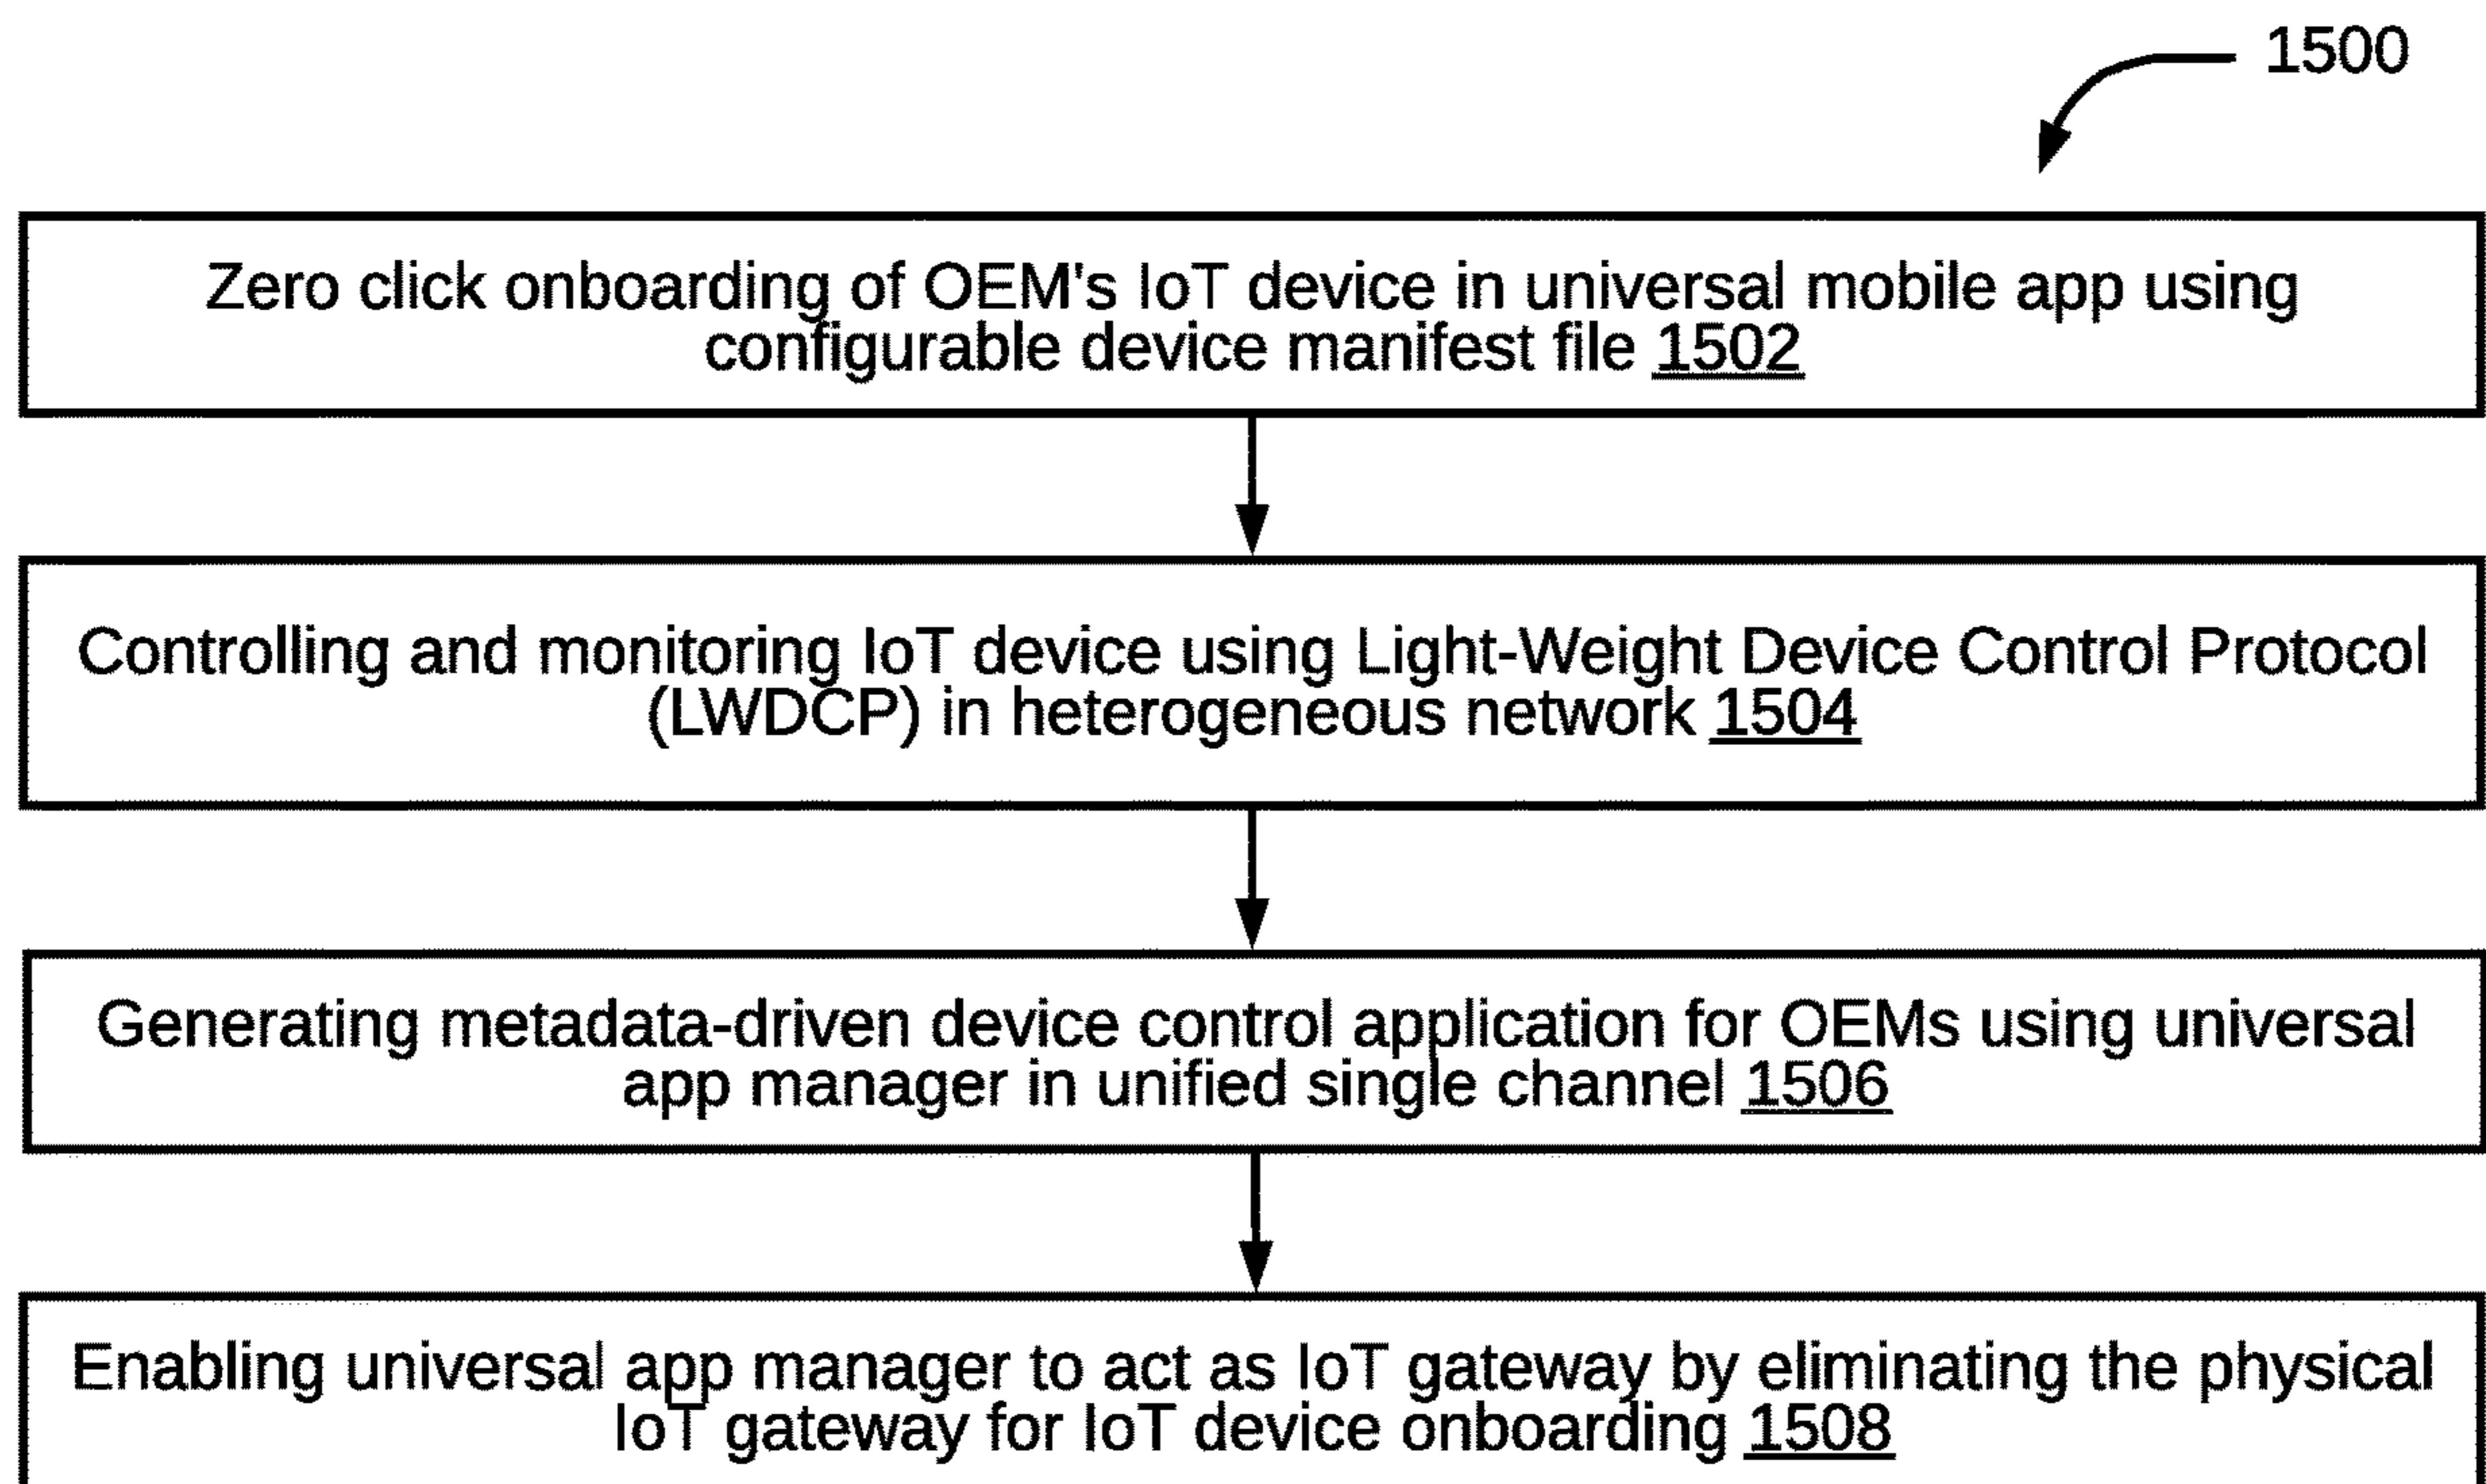 1500
Zero click onboarding of OEM's IoT device in universal mobile app using
configurable device manifest file 1502
Controlling and monitoring IoT device using Light-Weight Device Control Protocol
(LWDCP) in heterogeneous network 1504
Generating metadata-driven device control application for OEMs using universal
app manager in unified single channel 1506
Enabling universal app manager to act as IoT gateway by eliminating the physical
IoT gateway for IoT device onboarding 1508